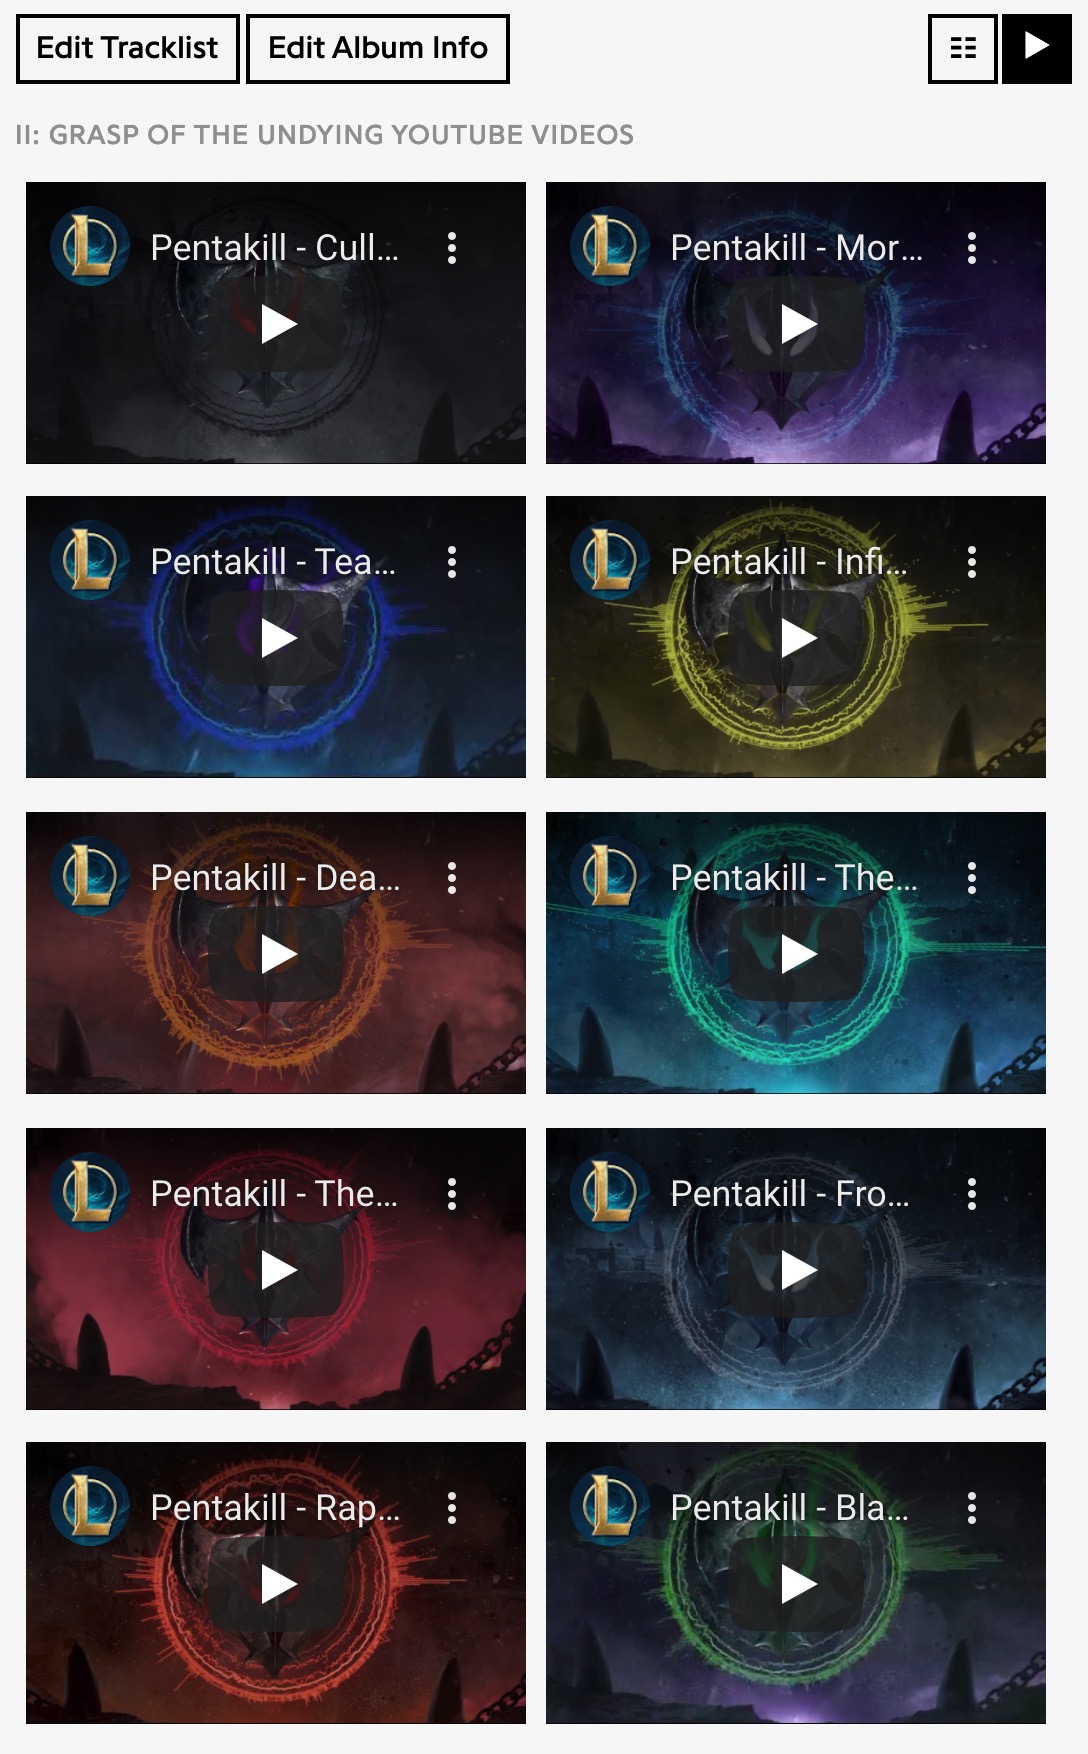 Edit Tracklist
Edit Album Info
II: GRASP OF THE UNDYING YOUTUBE VIDEOS
Pentakill - Cull...
Pentakill - Mor...
Pentakill - Tea...
Pentakill - Infi...
Pentakill - Dea...
Pentakill - The...
Pentakill - The...
Pentakill - Fro...
Pentakill - Rap...
Pentakill - Bla...